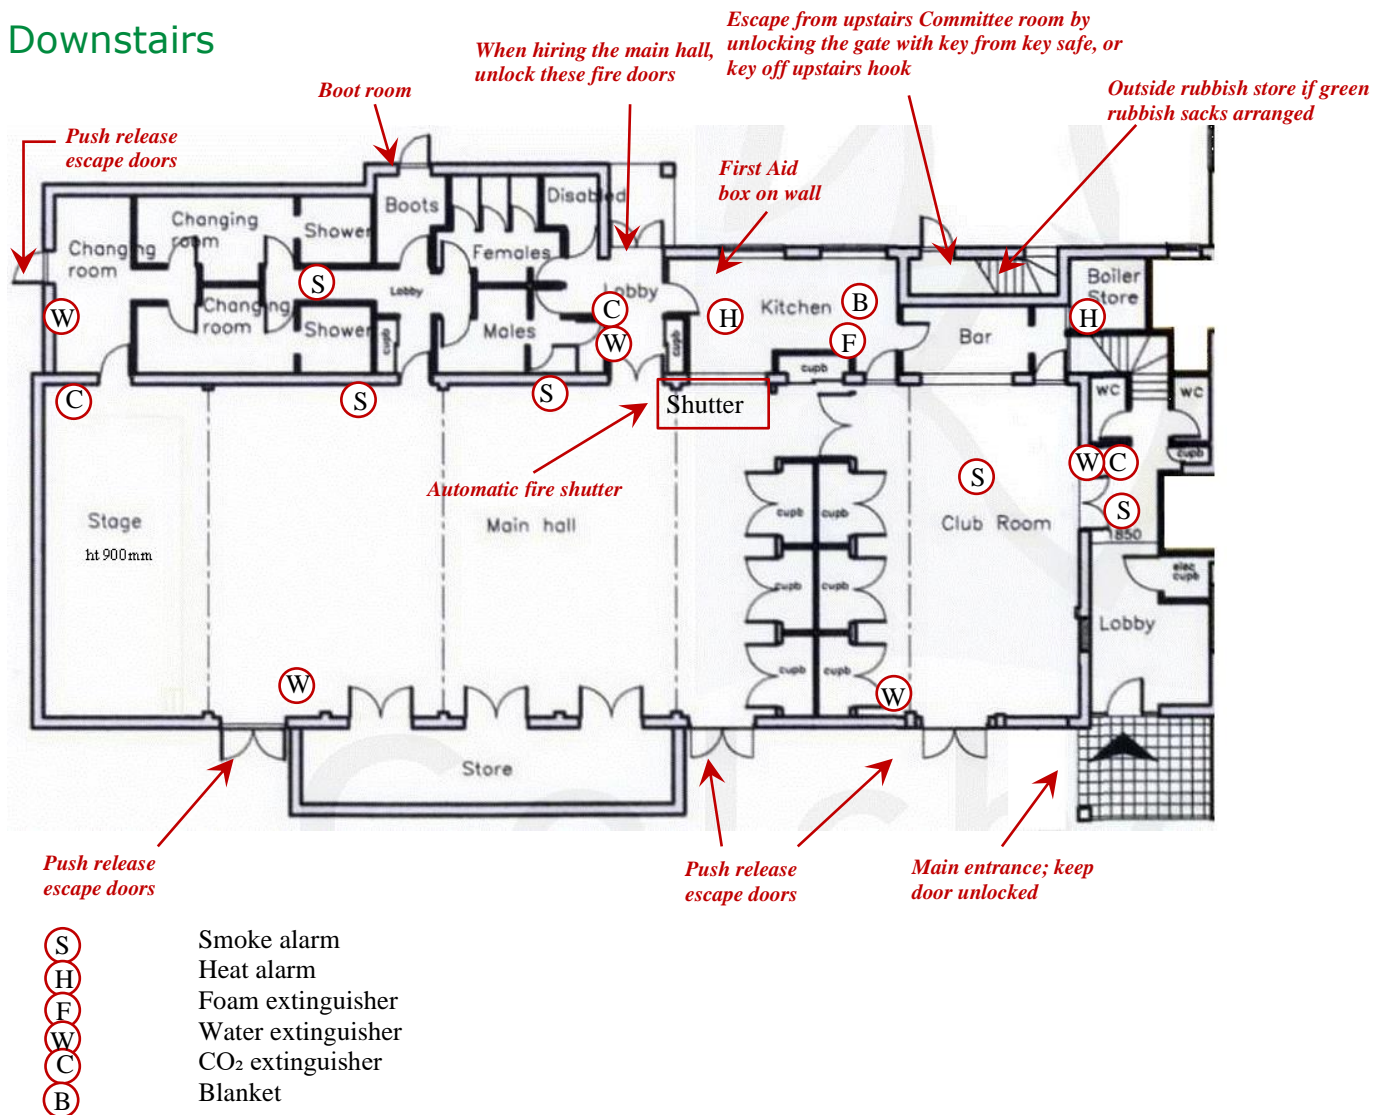 Downstairs
When hiring the main hall,
unlock these fire doors
Escape from upstairs Committee room by
unlocking the gate with key from key safe, or
key off upstairs hook
Outside rubbish store if green
rubbish sacks arranged
Boot room
Push release
escape doors
First Aid
box on wall
Changing
room
Changing
room
Shower
Boots
Disabled
Females
Lobby
Lobby
S
W
Changing
room
Shower
cupb
Males
C
W
cupb
H
Kitchen
B
F
cupb
Bar
Boiler
Store
H
WC
WC
cupb
C
S
S
Shutter
W
C
S
S
1850
Automatic fire shutter
Stage
ht 900mm
Main hall
cupb
cupb
cupb
cupb
cupb
cupb
Club Room
elec
cupb
Lobby
W
W
Store
Push release
escape doors
Push release
escape doors
Main entrance; keep
door unlocked
S Smoke alarm
H Heat alarm
F Foam extinguisher
W Water extinguisher
C CO₂ extinguisher
B Blanket